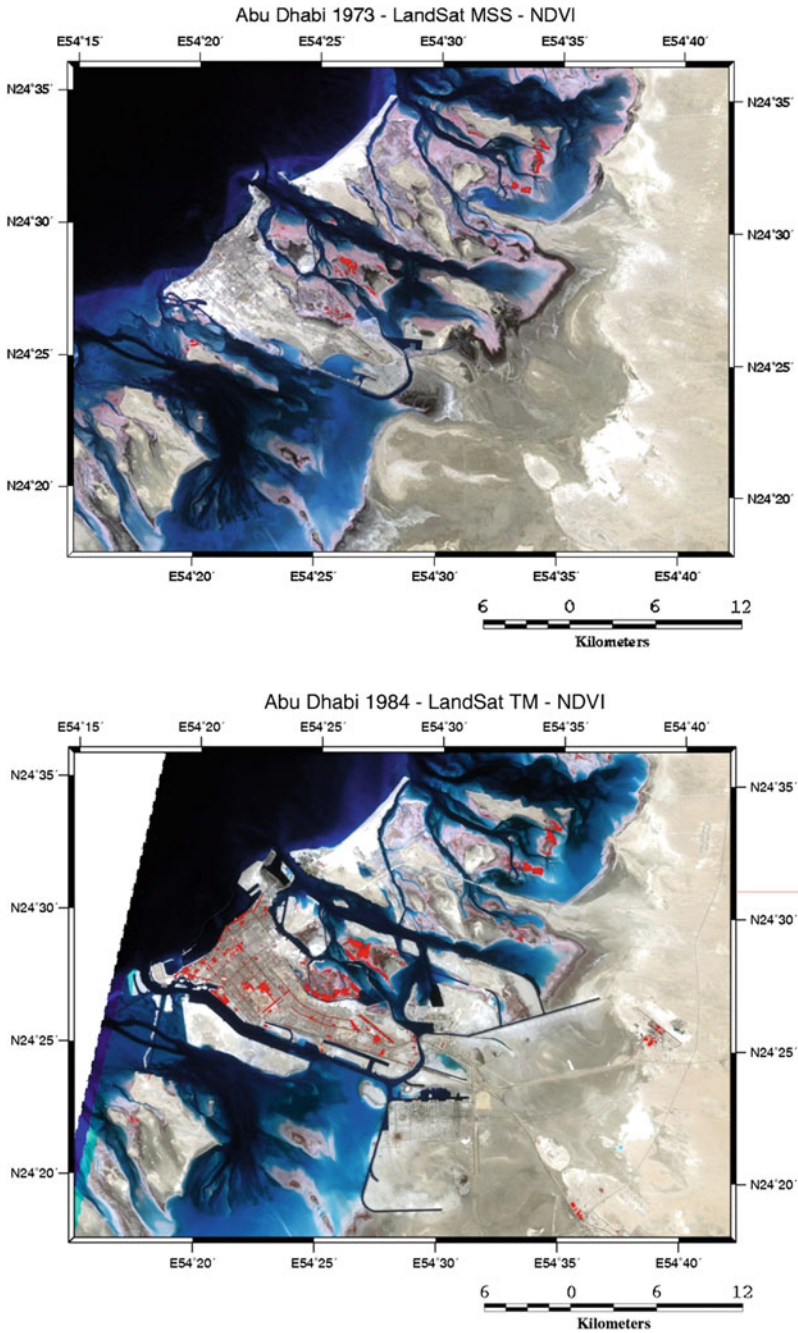 Abu Dhabi 1973 - LandSat MSS - NDVI
E54°15' E54°20' E54°25' E54°30' E54°35' E54°40'
N24°35' N24°35'
N24°30' N24°30'
N24°25' N24°25'
N24°20' N24°20'
E54°20' E54°25' E54°30' E54°35' E54°40'
6 0 6 12
Kilometers
Abu Dhabi 1984 - LandSat TM - NDVI
E54°15' E54°20' E54°25' E54°30' E54°35' E54°40'
N24°35' N24°35'
N24°30' N24°30'
N24°25' N24°25'
N24°20' N24°20'
E54°20' E54°25' E54°30' E54°35' E54°40'
6 0 6 12
Kilometers